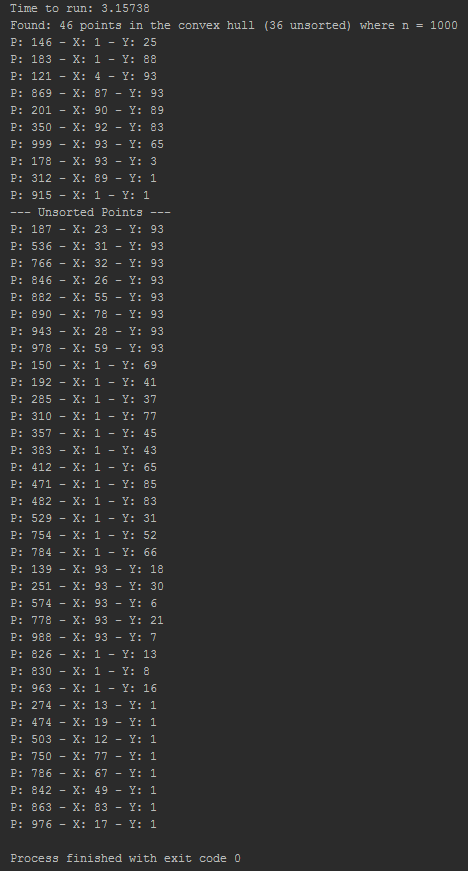 Time to run: 3.15738
Found: 46 points in the convex hull (36 unsorted) where n = 1000
P: 146 - X: 1 - Y: 25
P: 183 - X: 1 - Y: 88
P: 121 - X: 4 - Y: 93
P: 869 - X: 87 - Y: 93
P: 201 - X: 90 - Y: 89
P: 350 - X: 92 - Y: 83
P: 999 - X: 93 - Y: 65
P: 178 - X: 93 - Y: 3
P: 312 - X: 89 - Y: 1
P: 915 - X: 1 - Y: 1
--- Unsorted Points ---
P: 187 - X: 23 - Y: 93
P: 536 - X: 31 - Y: 93
P: 766 - X: 32 - Y: 93
P: 846 - X: 26 - Y: 93
P: 882 - X: 55 - Y: 93
P: 890 - X: 78 - Y: 93
P: 943 - X: 28 - Y: 93
P: 978 - X: 59 - Y: 93
P: 150 - X: 1 - Y: 69
P: 192 - X: 1 - Y: 41
P: 285 - X: 1 - Y: 37
P: 310 - X: 1 - Y: 77
P: 357 - X: 1 - Y: 45
P: 383 - X: 1 - Y: 43
P: 412 - X: 1 - Y: 65
P: 471 - X: 1 - Y: 85
P: 482 - X: 1 - Y: 83
P: 529 - X: 1 - Y: 31
P: 754 - X: 1 - Y: 52
P: 784 - X: 1 - Y: 66
P: 139 - X: 93 - Y: 18
P: 251 - X: 93 - Y: 30
P: 574 - X: 93 - Y: 6
P: 778 - X: 93 - Y: 21
P: 988 - X: 93 - Y: 7
P: 826 - X: 1 - Y: 13
P: 830 - X: 1 - Y: 8
P: 963 - X: 1 - Y: 16
P: 274 - X: 13 - Y: 1
P: 474 - X: 19 - Y: 1
P: 503 - X: 12 - Y: 1
P: 750 - X: 77 - Y: 1
P: 786 - X: 67 - Y: 1
P: 842 - X: 49 - Y: 1
P: 863 - X: 83 - Y: 1
P: 976 - X: 17 - Y: 1
Process finished with exit code 0